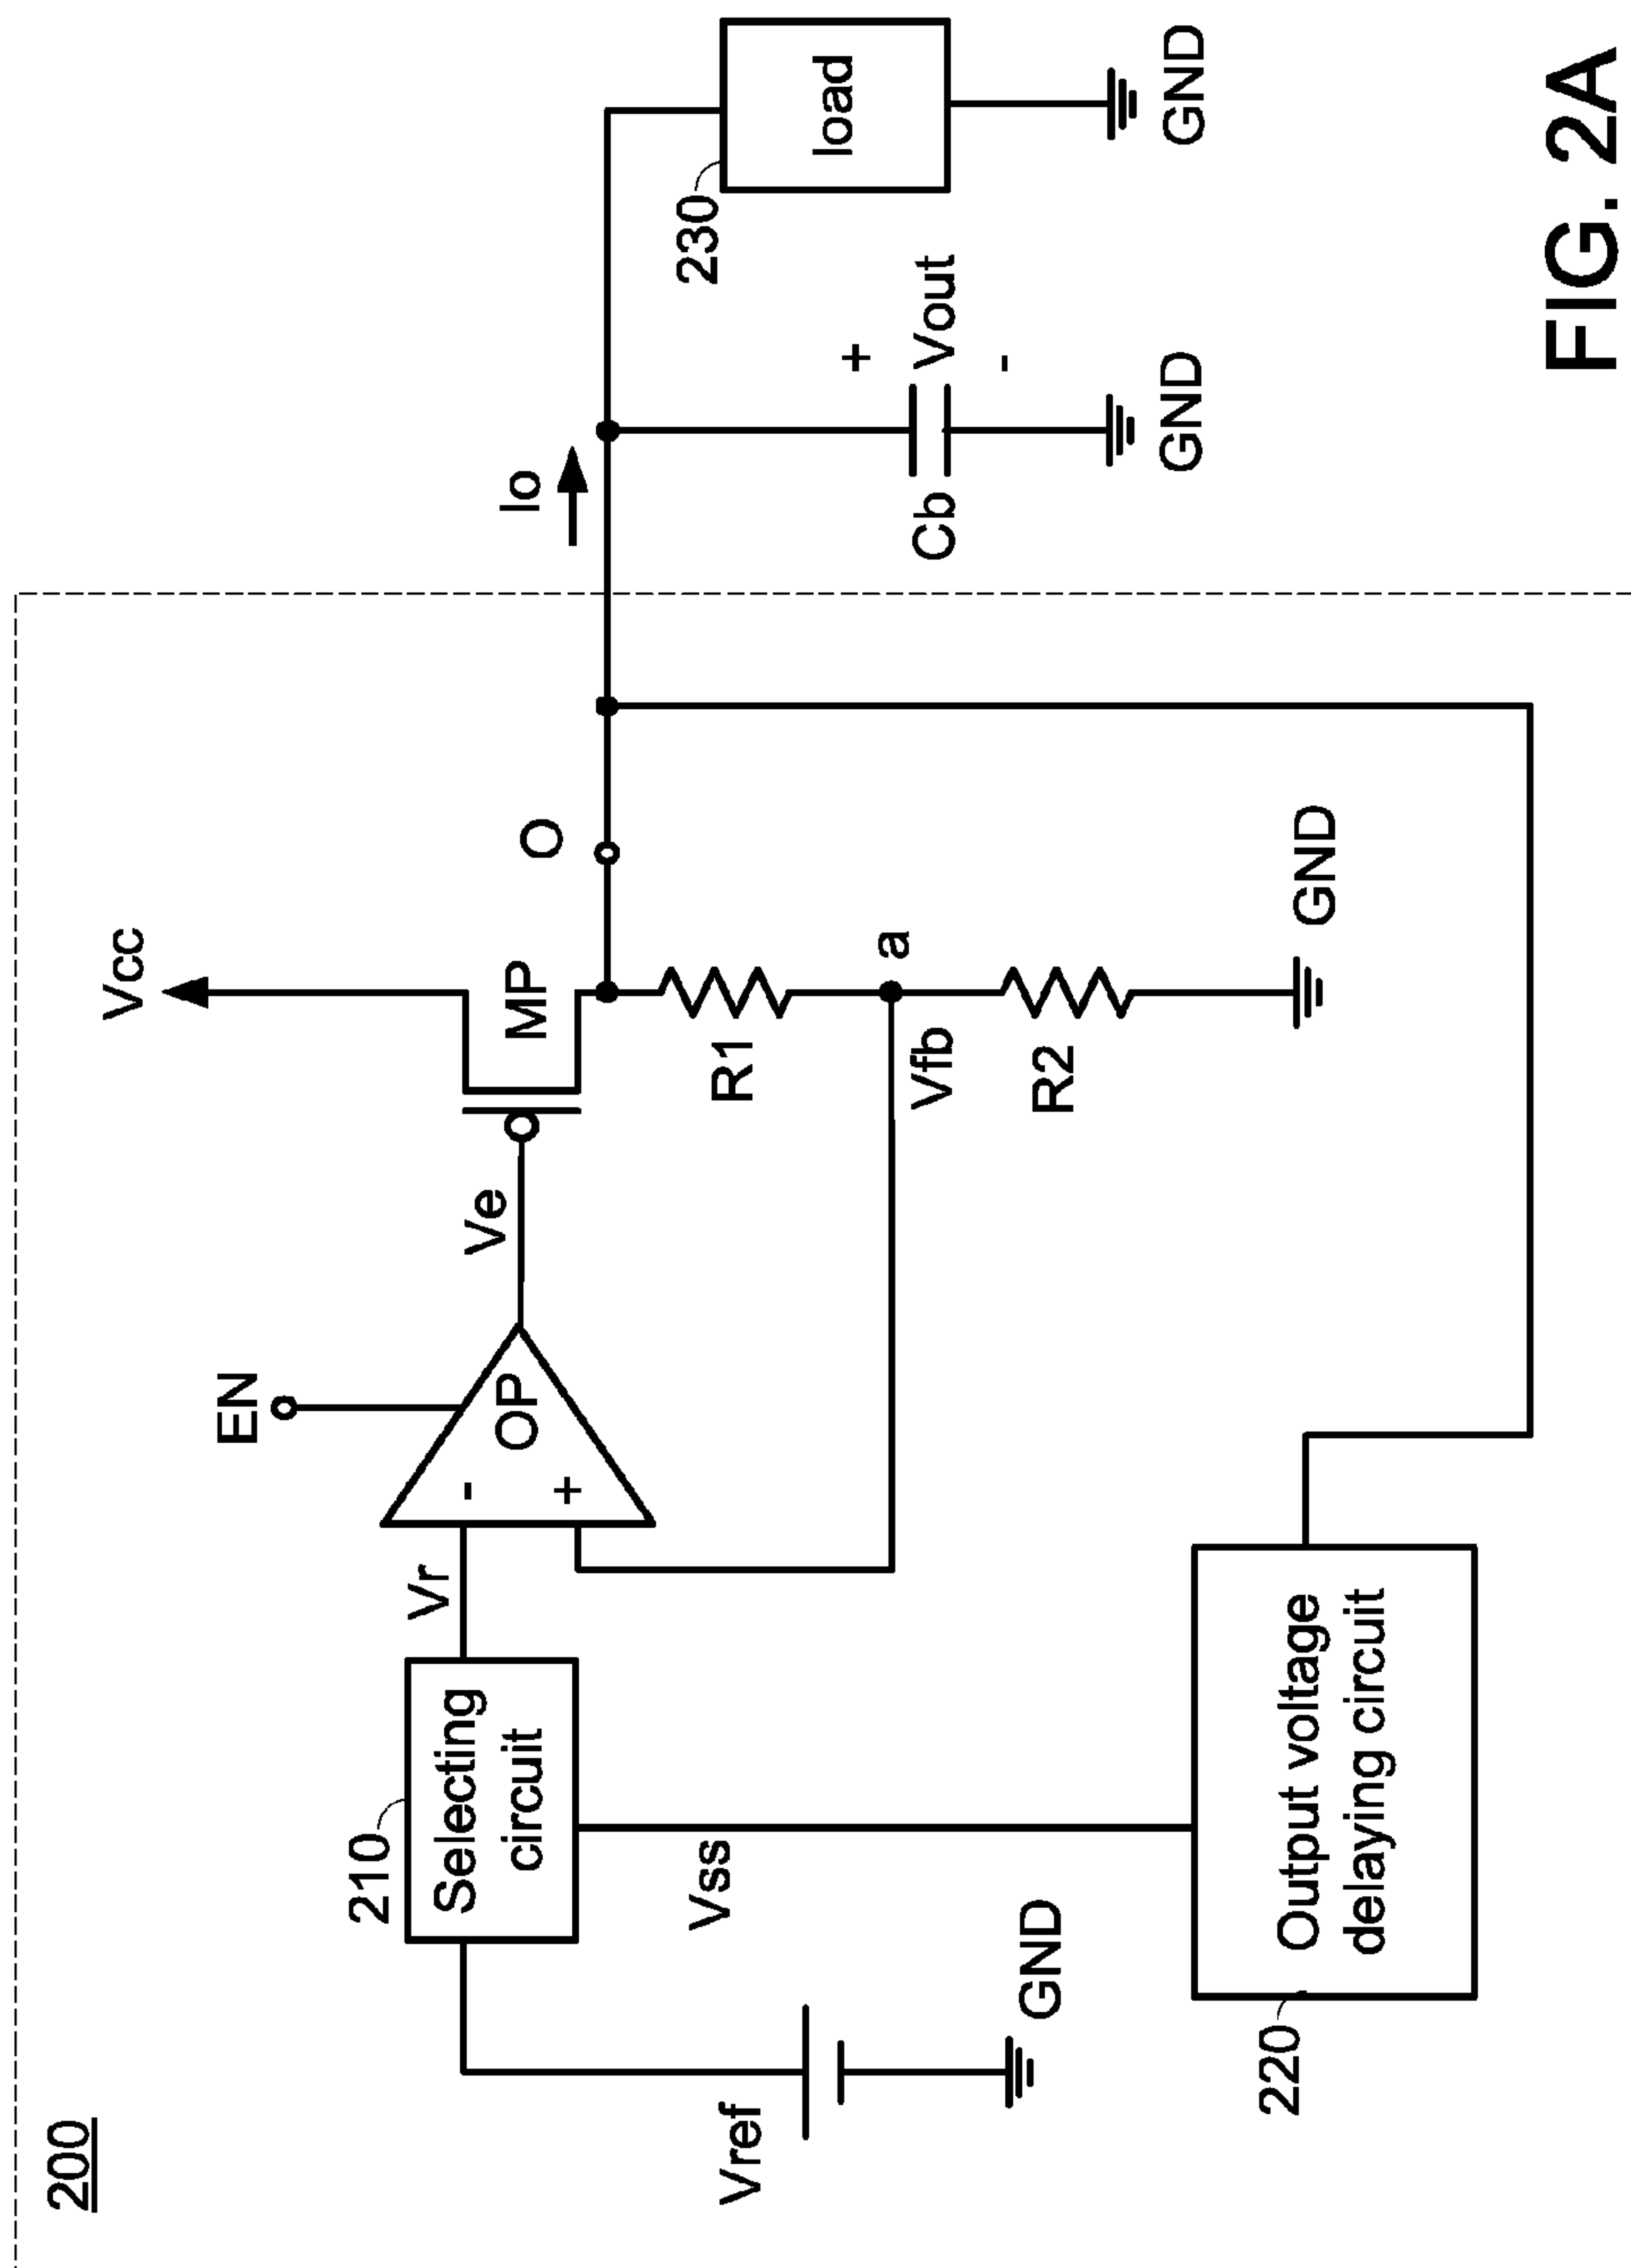 200
Vcc
EN
210
Selecting
circuit
Vr
-
+
OP
Ve
MP
O
Io
Vref
GND
Vss
R1
Vfb
a
R2
GND
Cb
+
Vout
-
GND
230
load
GND
220
Output voltage
delaying circuit
FIG. 2A